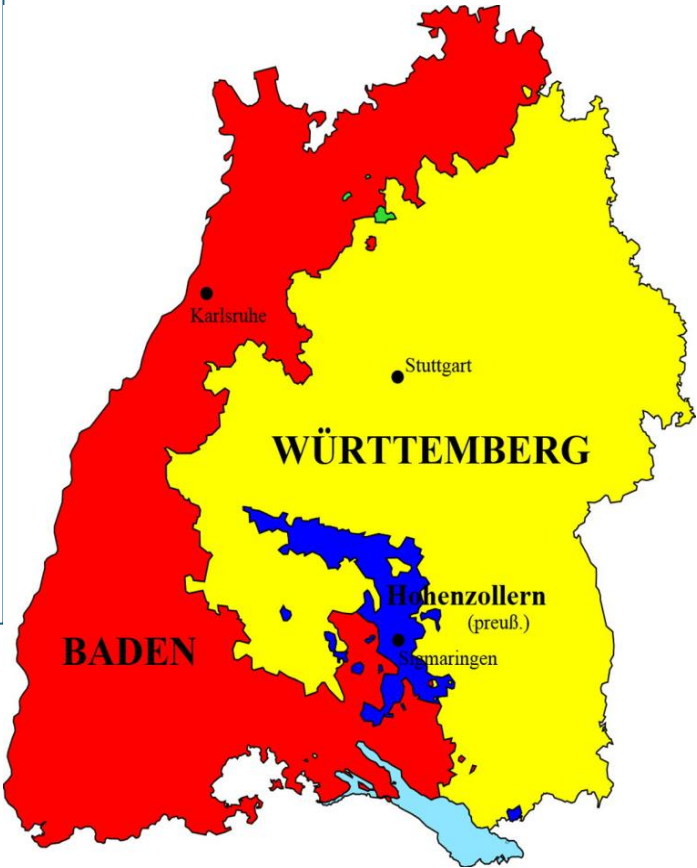 Karlsruhe
Stuttgart
WÜRTTEMBERG
Hohenzollern
(preuß.)
BADEN
Sigmaringen